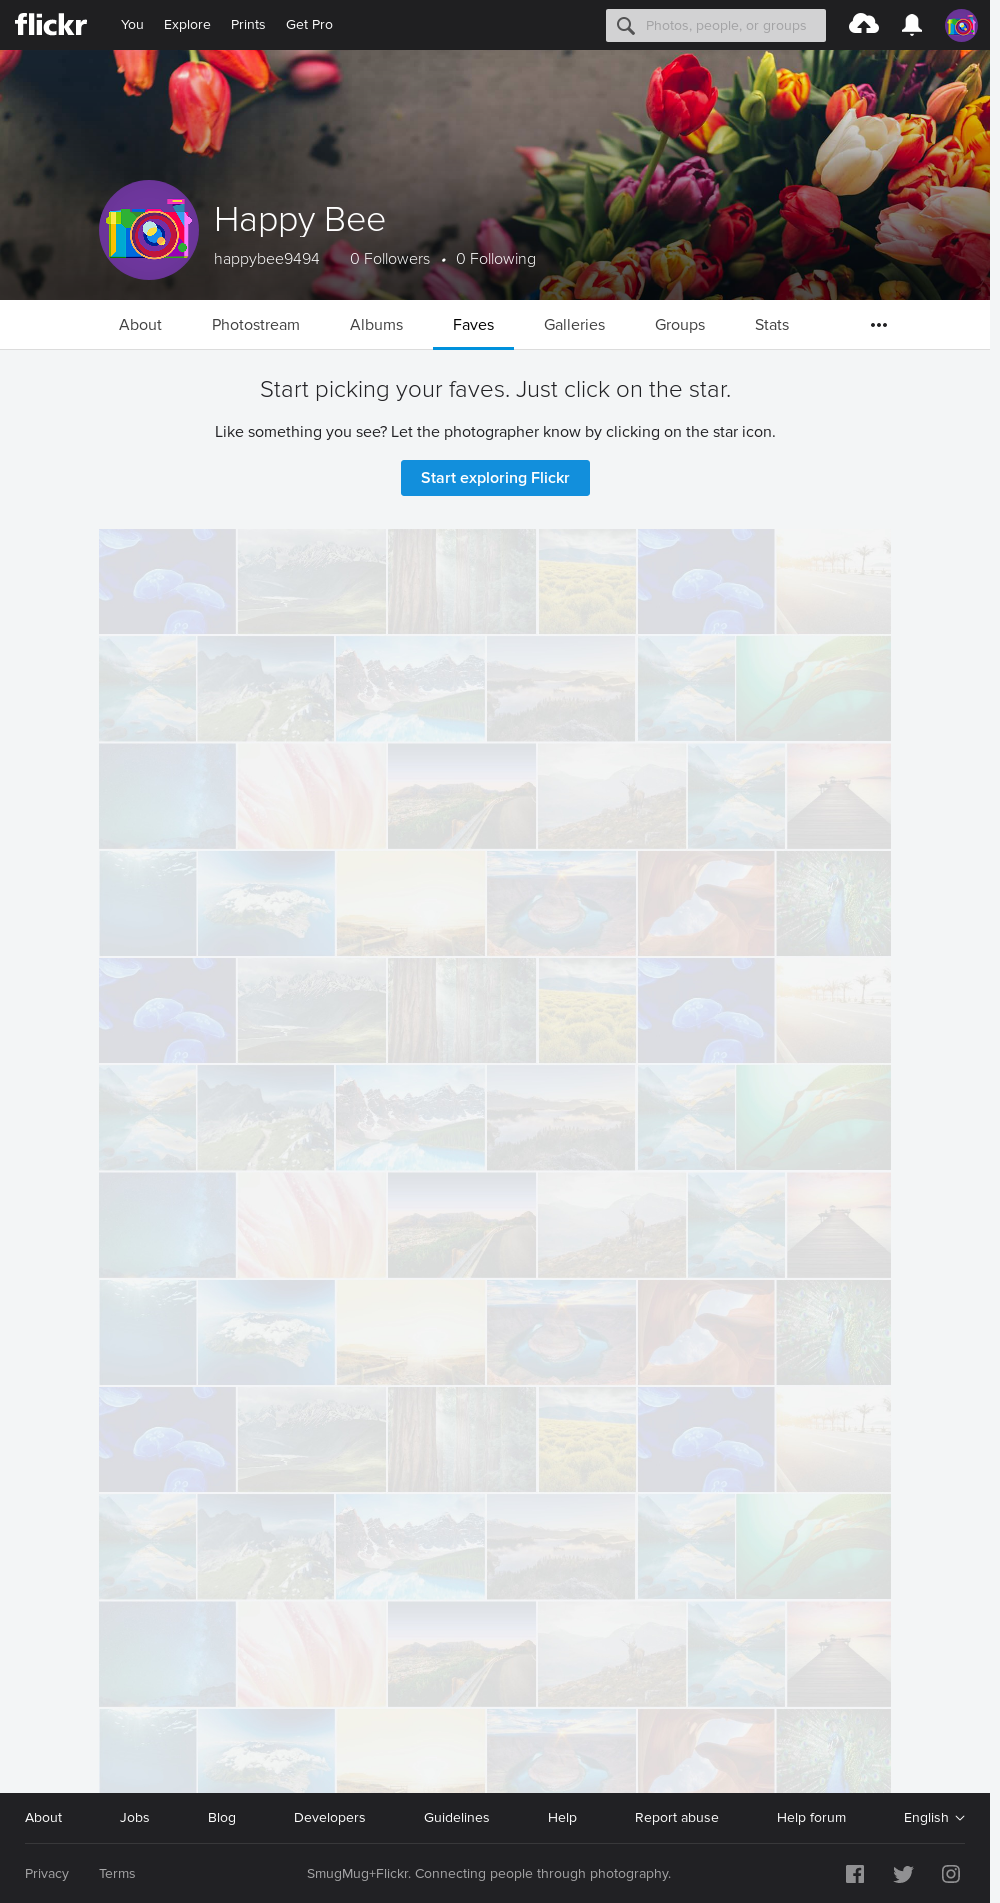 flickr You Explore Prints Get Pro Photos, people, or groups
Happy Bee
happybee9494 0 Followers • 0 Following
About Photostream Albums Faves Galleries Groups Stats •••
Start picking your faves. Just click on the star.
Like something you see? Let the photographer know by clicking on the star icon.
Start exploring Flickr
About Jobs Blog Developers Guidelines Help Report abuse Help forum English
Privacy Terms SmugMug+Flickr. Connecting people through photography.